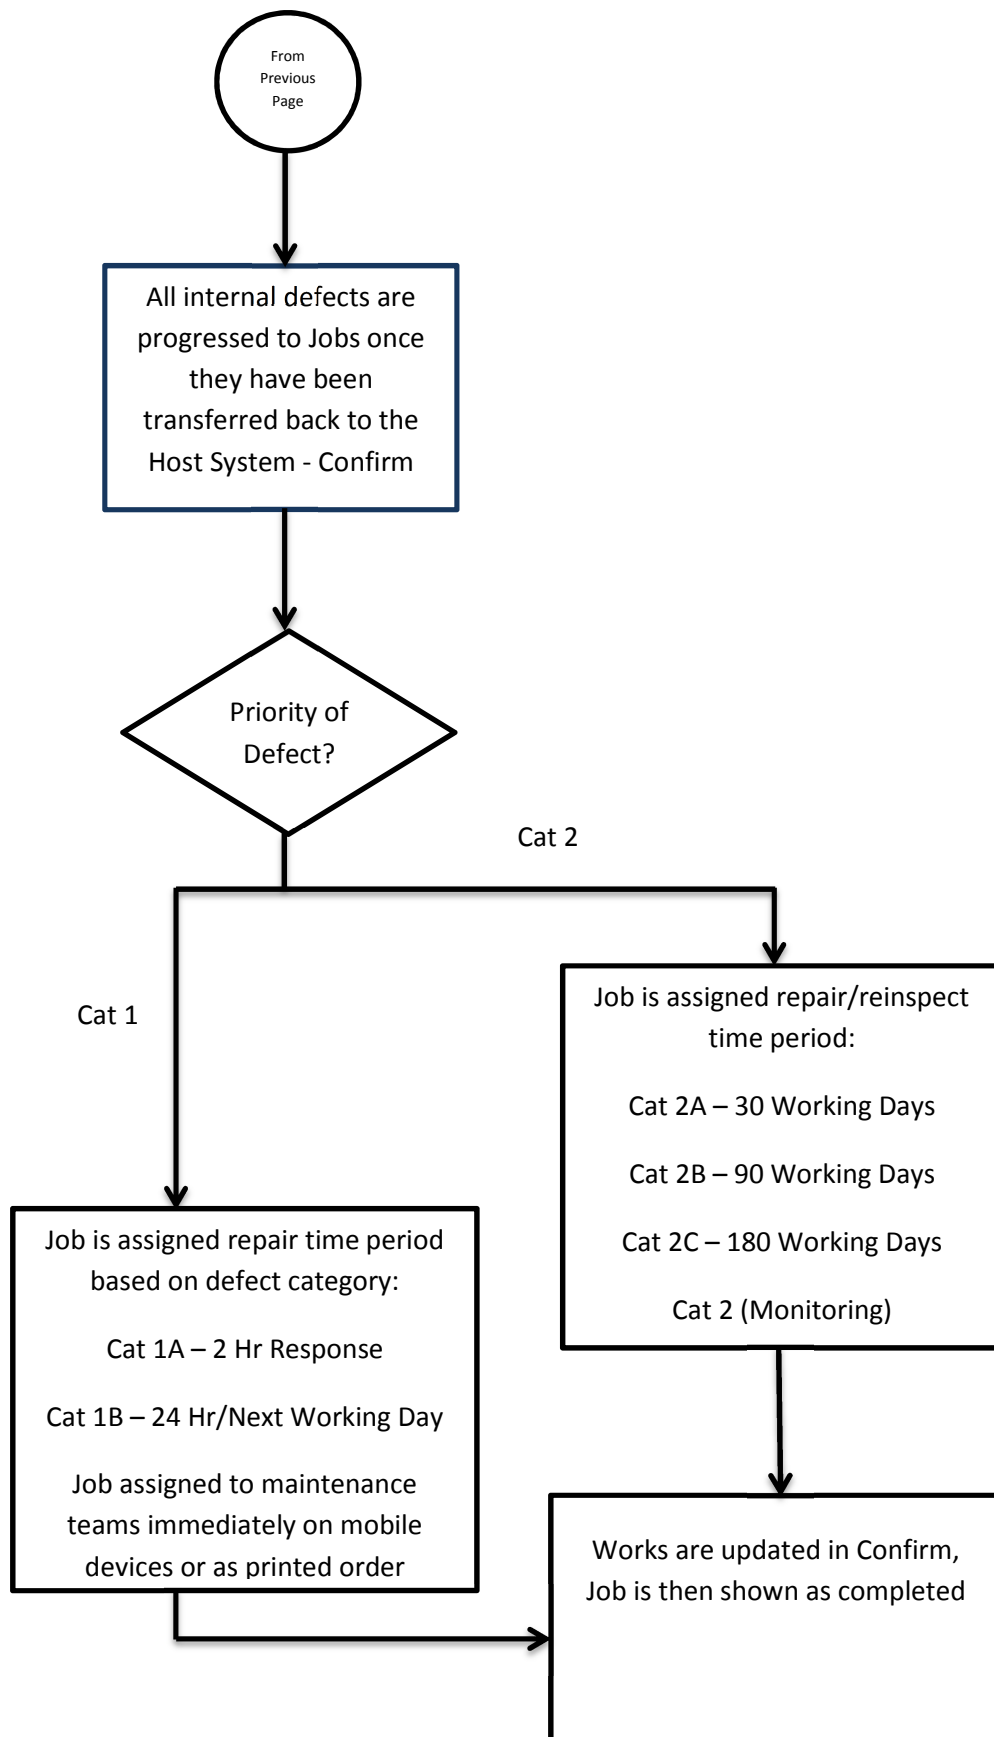 From
Previous
Page
All internal defects are
progressed to Jobs once
they have been
transferred back to the
Host System - Confirm
Priority of
Defect?
Cat 2
Cat 1
Job is assigned repair/reinspect
time period:
Cat 2A – 30 Working Days
Cat 2B – 90 Working Days
Cat 2C – 180 Working Days
Cat 2 (Monitoring)
Job is assigned repair time period
based on defect category:
Cat 1A – 2 Hr Response
Cat 1B – 24 Hr/Next Working Day
Job assigned to maintenance
teams immediately on mobile
devices or as printed order
Works are updated in Confirm,
Job is then shown as completed